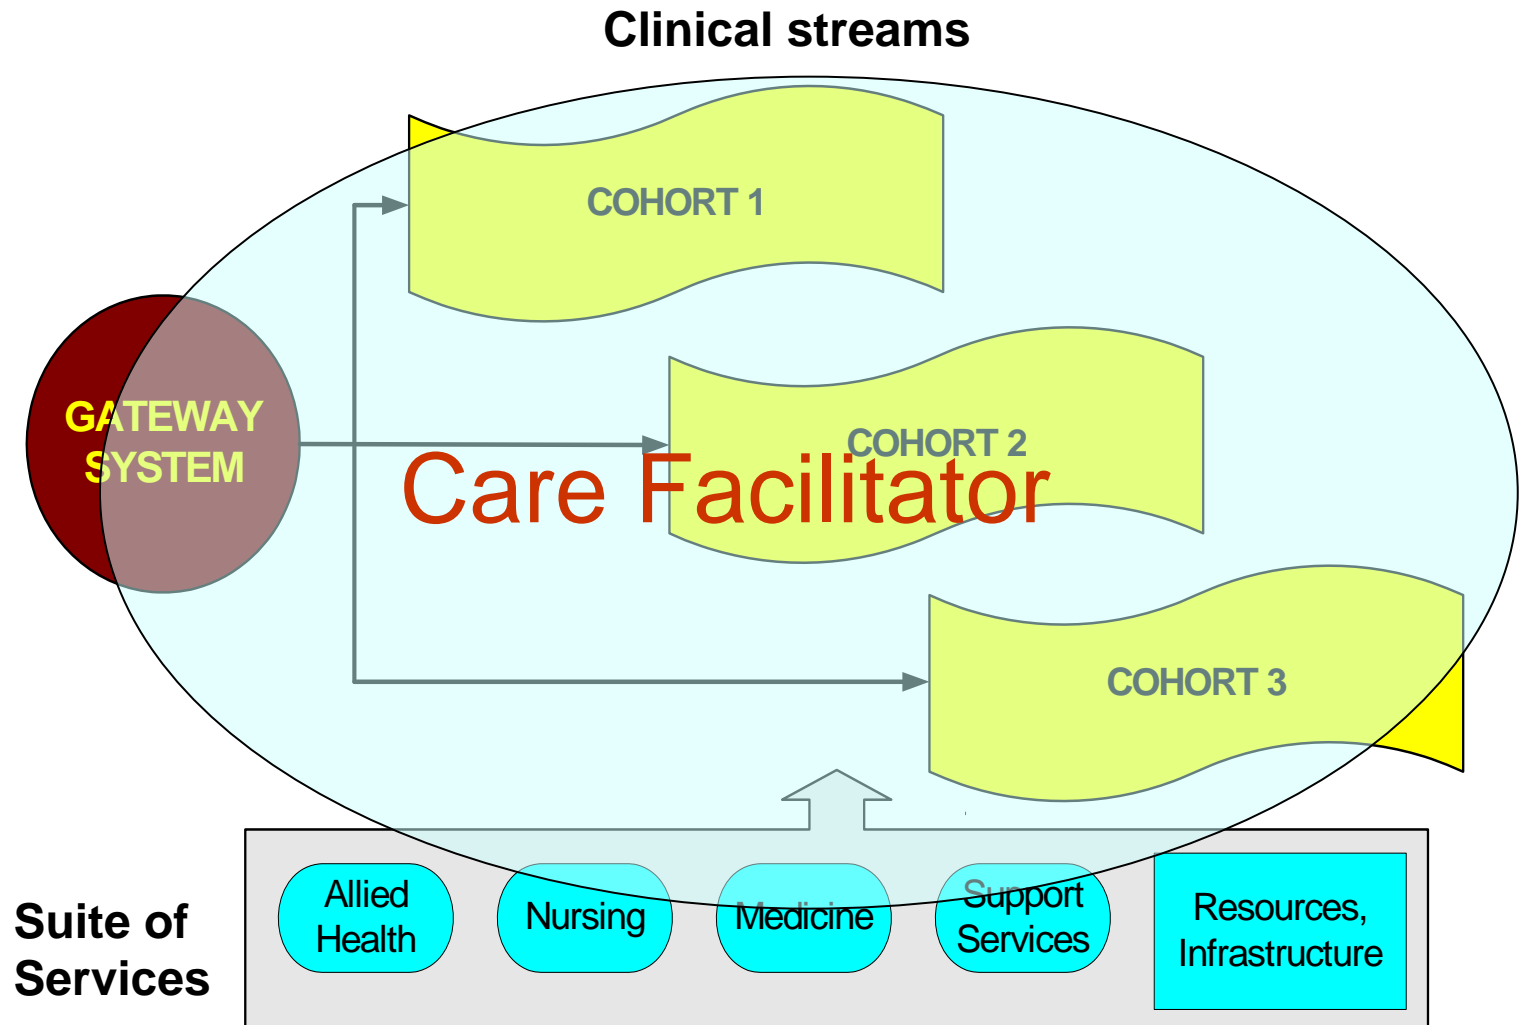 Clinical streams
COHORT 1
GATEWAY
SYSTEM
COHORT 2
Care Facilitator
COHORT 3
Suite of
Services
Allied
Health
Nursing
Medicine
Support
Services
Resources,
Infrastructure